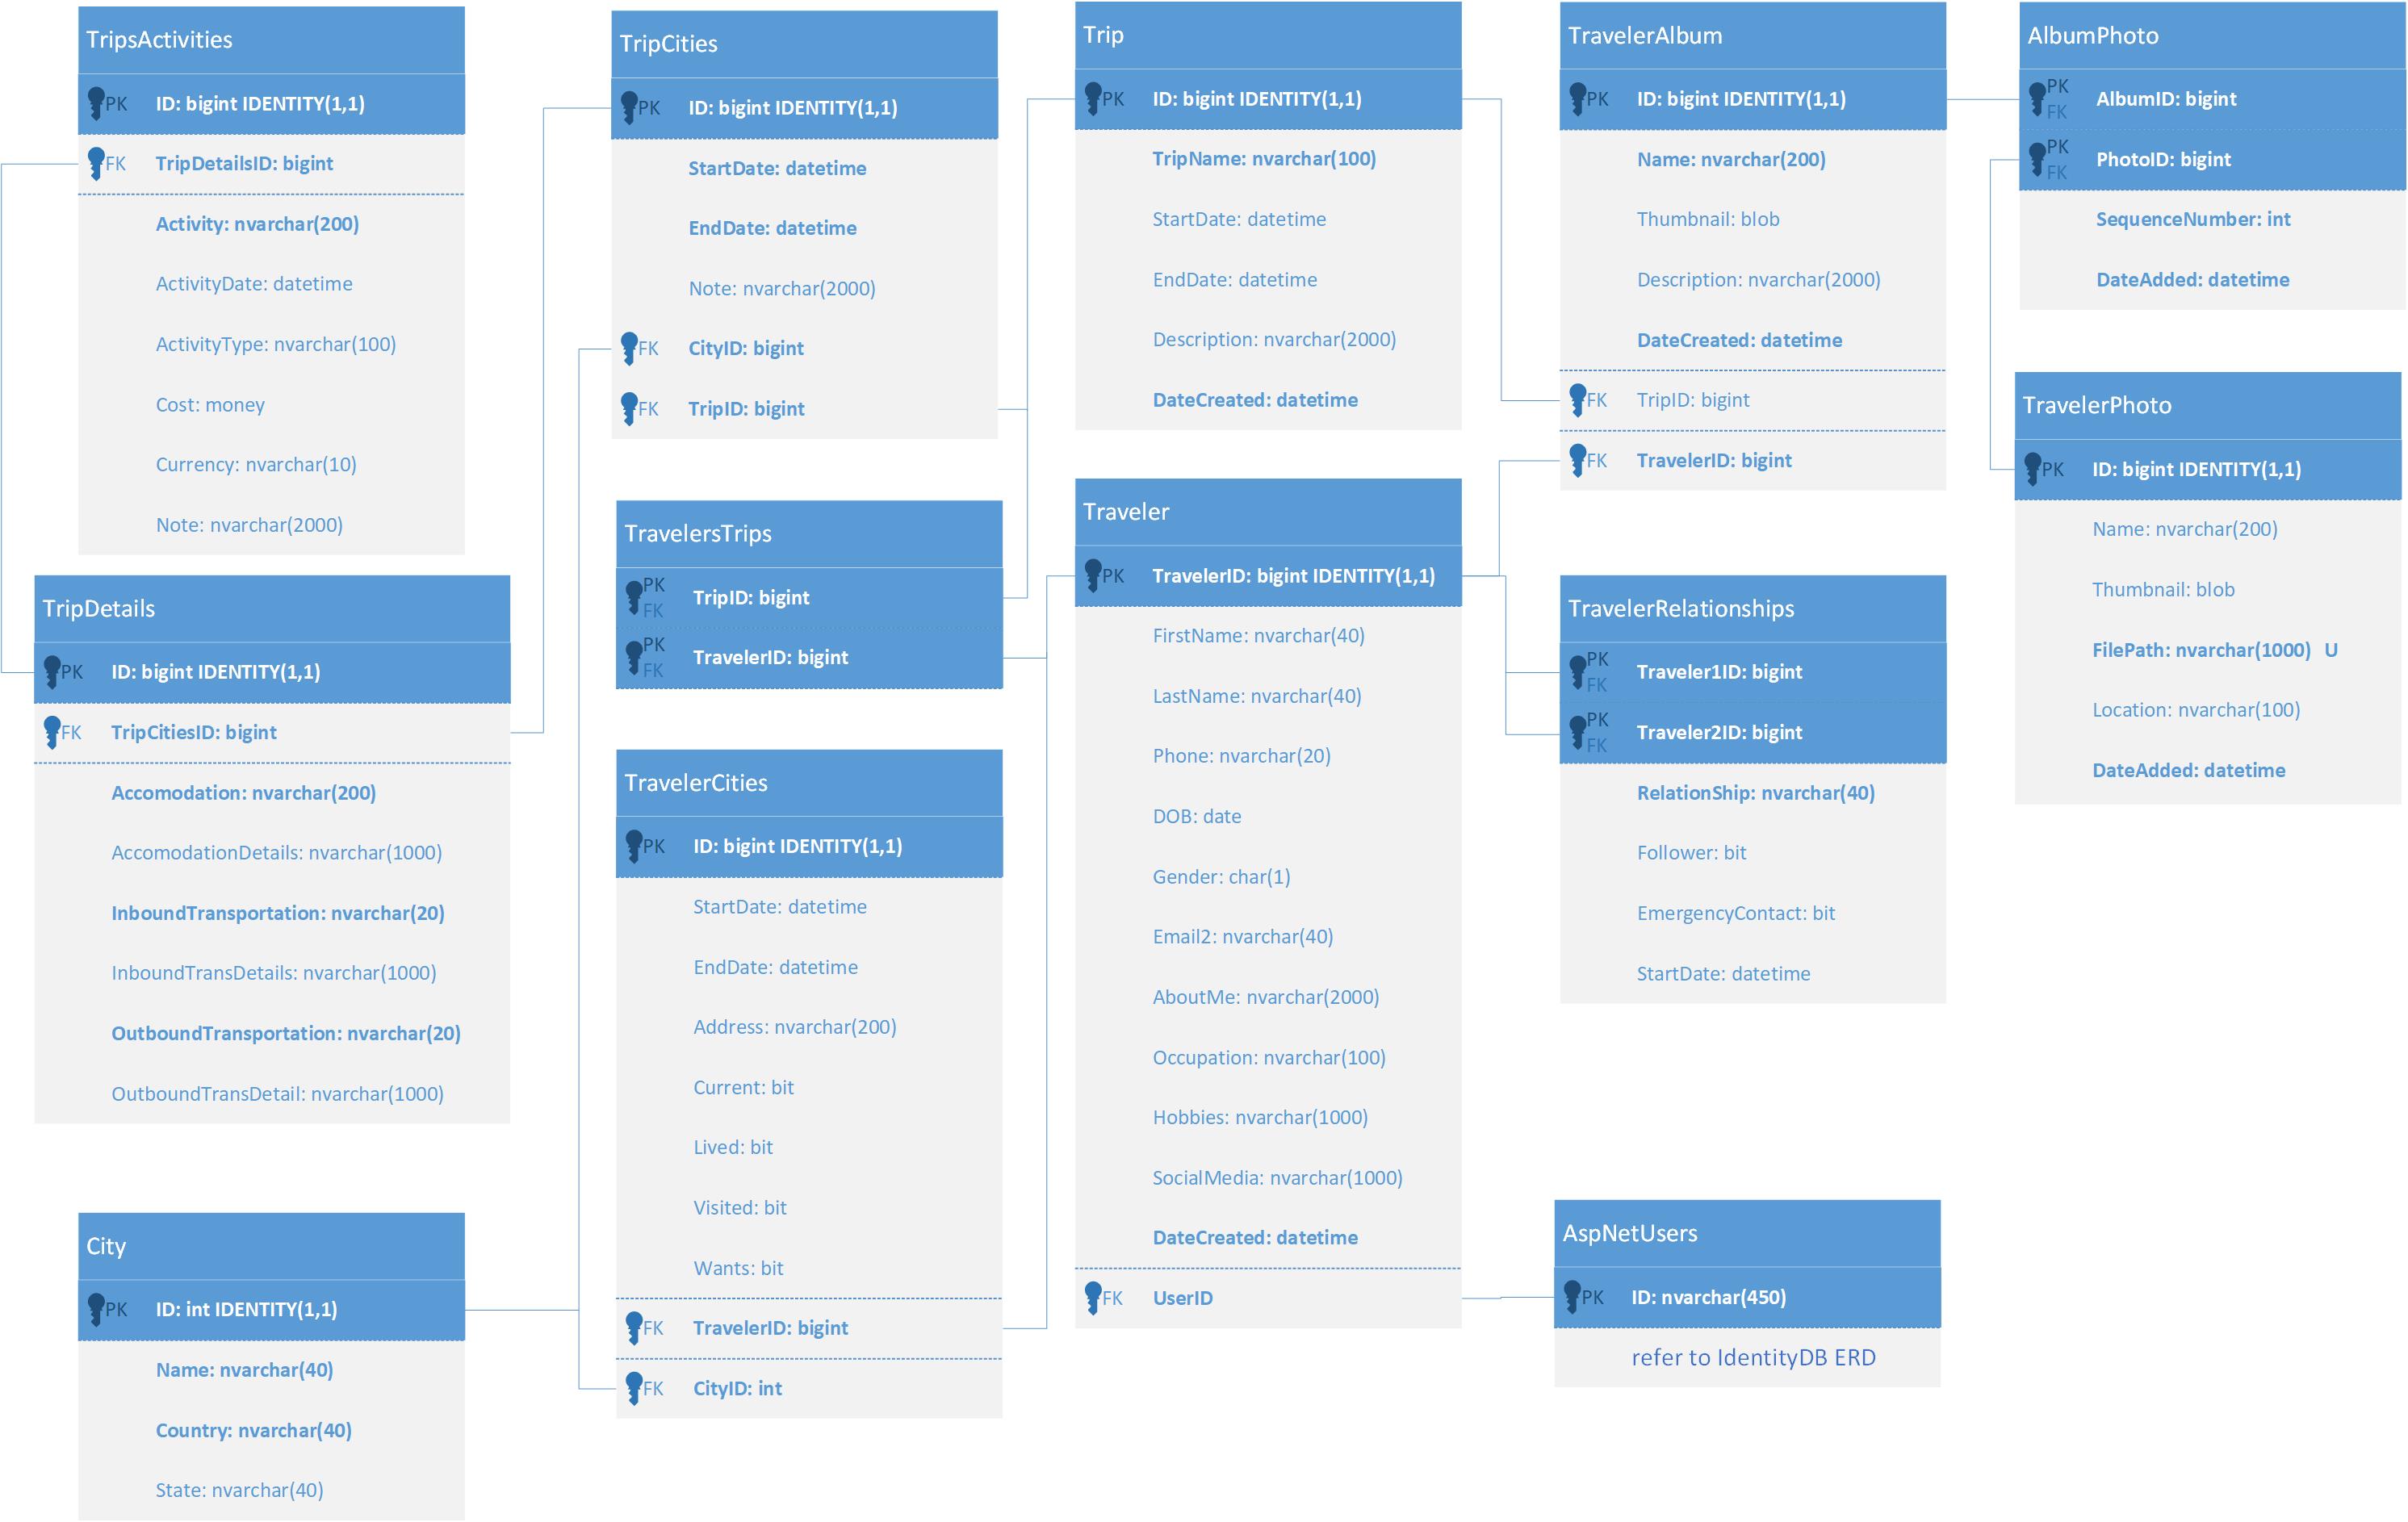 TripsActivities
PK ID: bigint IDENTITY(1,1)
FK TripDetailsID: bigint
Activity: nvarchar(200)
ActivityDate: datetime
ActivityType: nvarchar(100)
Cost: money
Currency: nvarchar(10)
Note: nvarchar(2000)
TripDetails
PK ID: bigint IDENTITY(1,1)
FK TripCitiesID: bigint
Accomodation: nvarchar(200)
AccomodationDetails: nvarchar(1000)
InboundTransportation: nvarchar(20)
InboundTransDetails: nvarchar(1000)
OutboundTransportation: nvarchar(20)
OutboundTransDetail: nvarchar(1000)
City
PK ID: int IDENTITY(1,1)
Name: nvarchar(40)
Country: nvarchar(40)
State: nvarchar(40)
TripCities
PK ID: bigint IDENTITY(1,1)
StartDate: datetime
EndDate: datetime
Note: nvarchar(2000)
FK CityID: bigint
FK TripID: bigint
TravelersTrips
PK
FK TripID: bigint
PK
FK TravelerID: bigint
TravelerCities
PK ID: bigint IDENTITY(1,1)
StartDate: datetime
EndDate: datetime
Address: nvarchar(200)
Current: bit
Lived: bit
Visited: bit
Wants: bit
FK TravelerID: bigint
FK CityID: int
Trip
PK ID: bigint IDENTITY(1,1)
TripName: nvarchar(100)
StartDate: datetime
EndDate: datetime
Description: nvarchar(2000)
DateCreated: datetime
Traveler
PK TravelerID: bigint IDENTITY(1,1)
FirstName: nvarchar(40)
LastName: nvarchar(40)
Phone: nvarchar(20)
DOB: date
Gender: char(1)
Email2: nvarchar(40)
AboutMe: nvarchar(2000)
Occupation: nvarchar(100)
Hobbies: nvarchar(1000)
SocialMedia: nvarchar(1000)
DateCreated: datetime
FK UserID
TravelerAlbum
PK ID: bigint IDENTITY(1,1)
Name: nvarchar(200)
Thumbnail: blob
Description: nvarchar(2000)
DateCreated: datetime
FK TripID: bigint
FK TravelerID: bigint
TravelerRelationships
PK
FK Traveler1ID: bigint
PK
FK Traveler2ID: bigint
RelationShip: nvarchar(40)
Follower: bit
EmergencyContact: bit
StartDate: datetime
AspNetUsers
PK ID: nvarchar(450)
refer to IdentityDB ERD
AlbumPhoto
PK
FK AlbumID: bigint
PK
FK PhotoID: bigint
SequenceNumber: int
DateAdded: datetime
TravelerPhoto
PK ID: bigint IDENTITY(1,1)
Name: nvarchar(200)
Thumbnail: blob
FilePath: nvarchar(1000) U
Location: nvarchar(100)
DateAdded: datetime